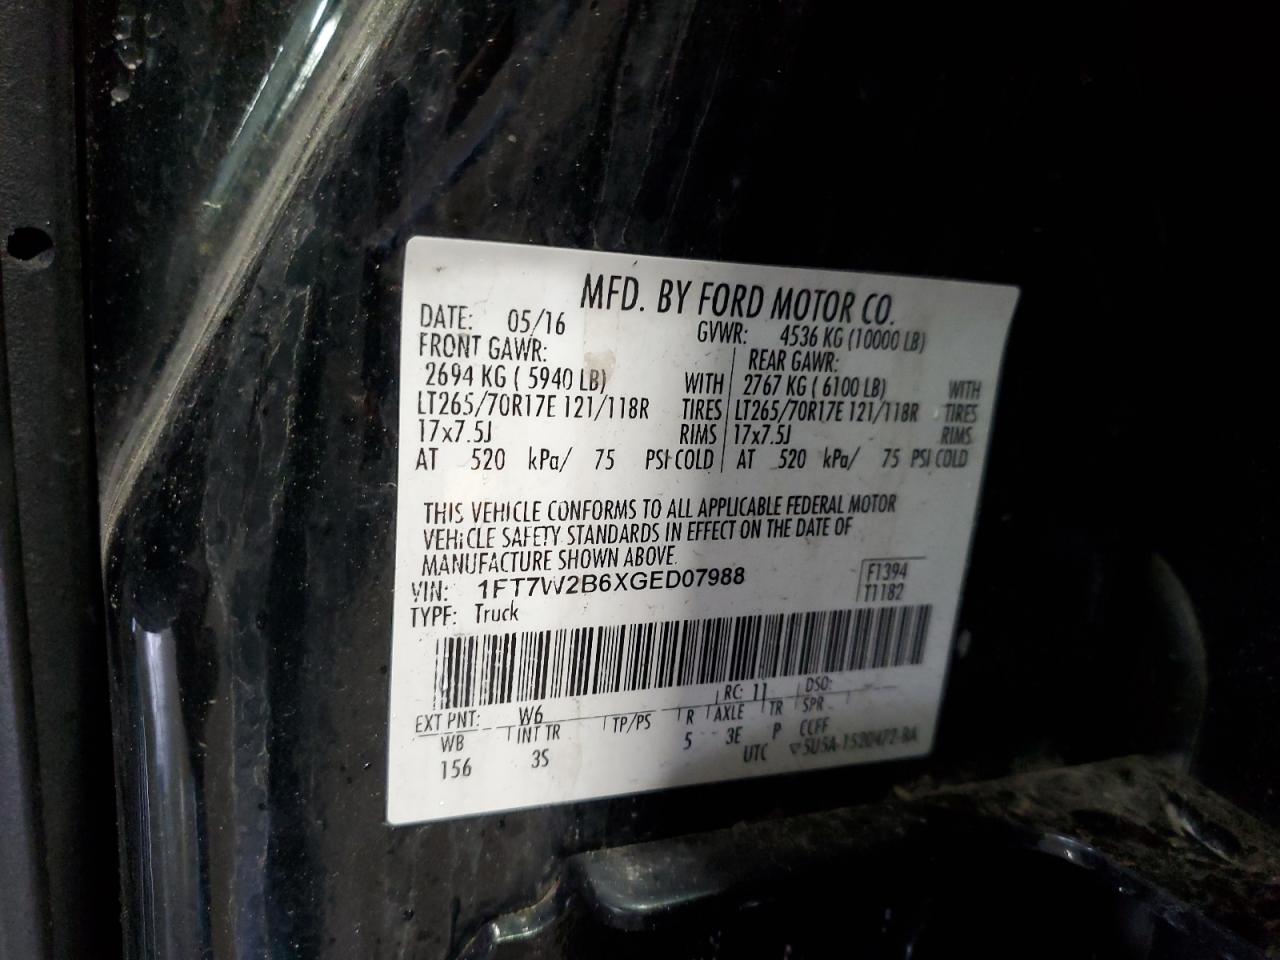 MFD. BY FORD MOTOR CO.
DATE: 05/16 GVWR: 4536 KG (10000 LB)
FRONT GAWR: REAR GAWR:
2694 KG ( 5940 LB) WITH 2767 KG ( 6100 LB) WITH
LT265/70R17E 121/118R TIRES LT265/70R17E 121/118R TIRES
17x7.5J RIMS 17x7.5J RIMS
AT 520 kPa/ 75 PSI COLD AT 520 kPa/ 75 PSI COLD
THIS VEHICLE CONFORMS TO ALL APPLICABLE FEDERAL MOTOR
VEHICLE SAFETY STANDARDS IN EFFECT ON THE DATE OF
MANUFACTURE SHOWN ABOVE.
VIN: 1FT7W2B6XGED07988 F1394
TYPE: Truck T1182
EXT PNT: W6 RC: 11 DSO:
WB INT TR TP/PS R AXLE TR SPR
156 3S 5 3E P CCFF
UTC 5U5A-1520472-BA